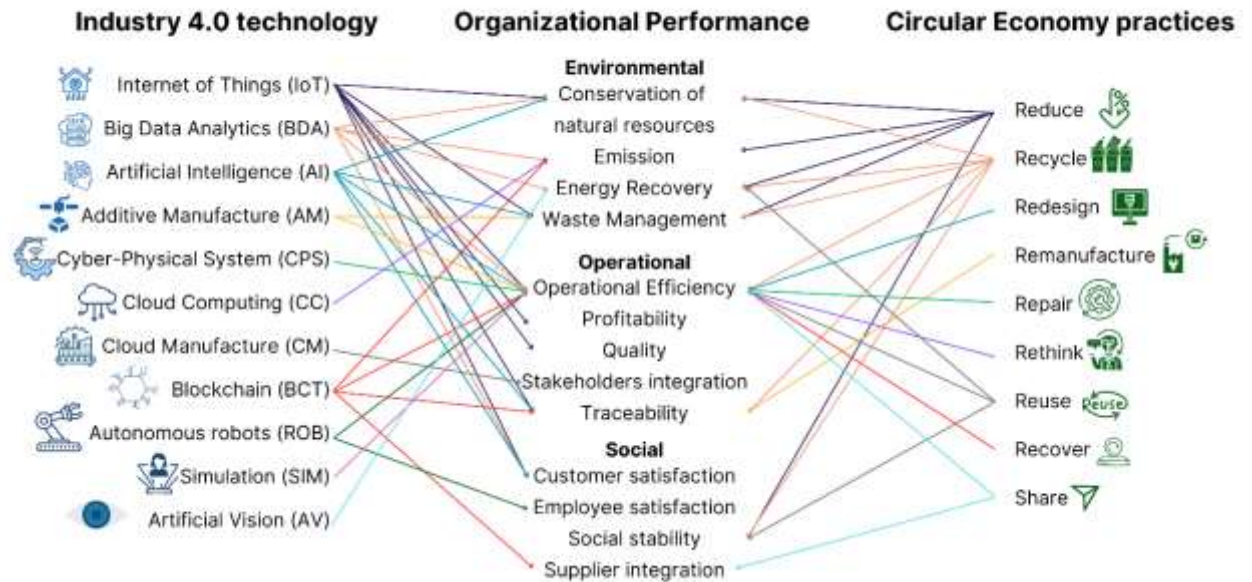 Industry 4.0 technology
Organizational Performance
Circular Economy practices
Internet of Things (IoT)
Big Data Analytics (BDA)
Artificial Intelligence (AI)
Additive Manufacture (AM)
Cyber-Physical System (CPS)
Cloud Computing (CC)
Cloud Manufacture (CM)
Blockchain (BCT)
Autonomous robots (ROB)
Simulation (SIM)
Artificial Vision (AV)
Environmental
Conservation of
natural resources
Emission
Energy Recovery
Waste Management
Operational
Operational Efficiency
Profitability
Quality
Stakeholders integration
Traceability
Social
Customer satisfaction
Employee satisfaction
Social stability
Supplier integration
Reduce
Recycle
Redesign
Remanufacture
Repair
Rethink
Reuse
Reuse
Recover
Share